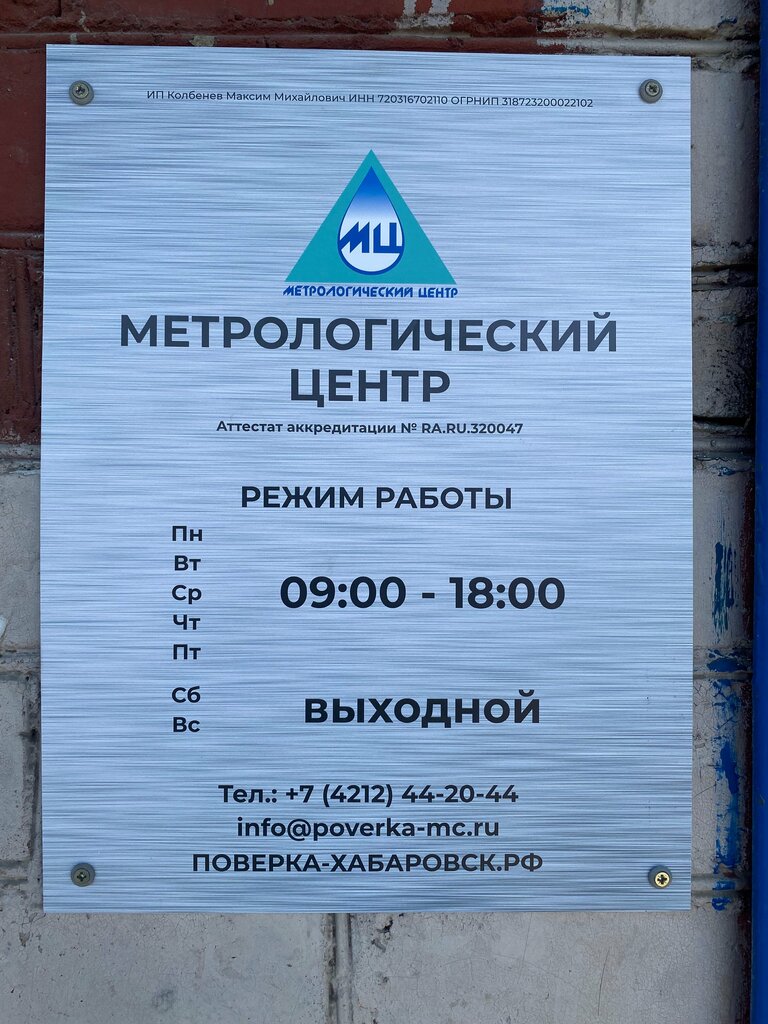 ИП Колбенев Максим Михайлович ИНН 720316702110 ОГРНИП 318723200022102
МЦ
МЕТРОЛОГИЧЕСКИЙ ЦЕНТР
МЕТРОЛОГИЧЕСКИЙ
ЦЕНТР
Аттестат аккредитации № RA.RU.320047
РЕЖИМ РАБОТЫ
Пн
Вт
Ср 09:00 - 18:00
Чт
Пт
Сб
Вс выходной
Тел.: +7 (4212) 44-20-44
info@poverka-mc.ru
ПОВЕРКА-ХАБАРОВСК.РФ